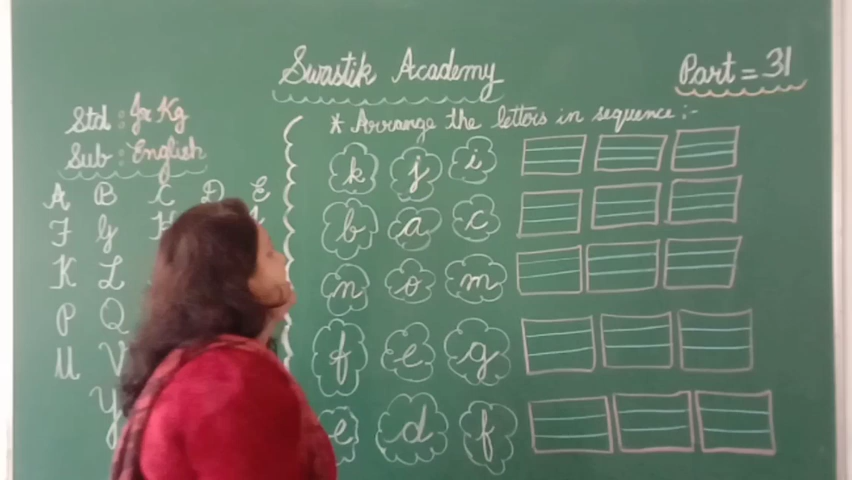 Swastik Academy
Part = 31
Std : Jr Kg
Sub : English
A B C D E
F G H
K L
P Q
U V
Y
* Arrange the letters in sequence :-
k j i
b a c
n o m
f e g
e d f